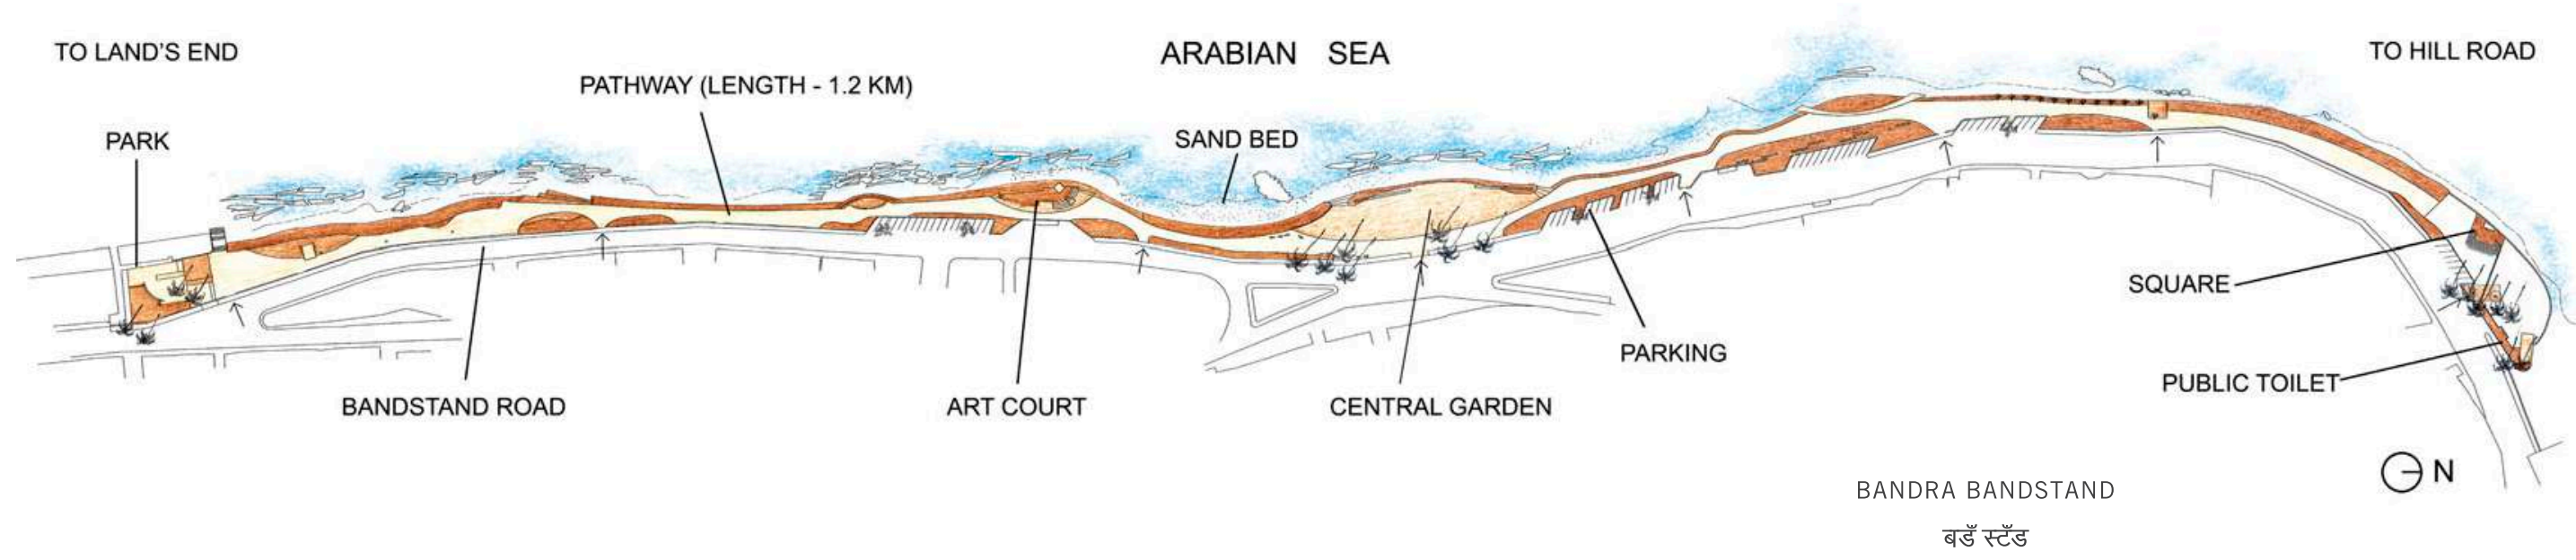 TO LAND'S END
ARABIAN SEA
TO HILL ROAD
PATHWAY (LENGTH - 1.2 KM)
PARK
SAND BED
SQUARE
PARKING
PUBLIC TOILET
BANDSTAND ROAD
ART COURT
CENTRAL GARDEN
N
BANDRA BANDSTAND
बडँ स्टँड